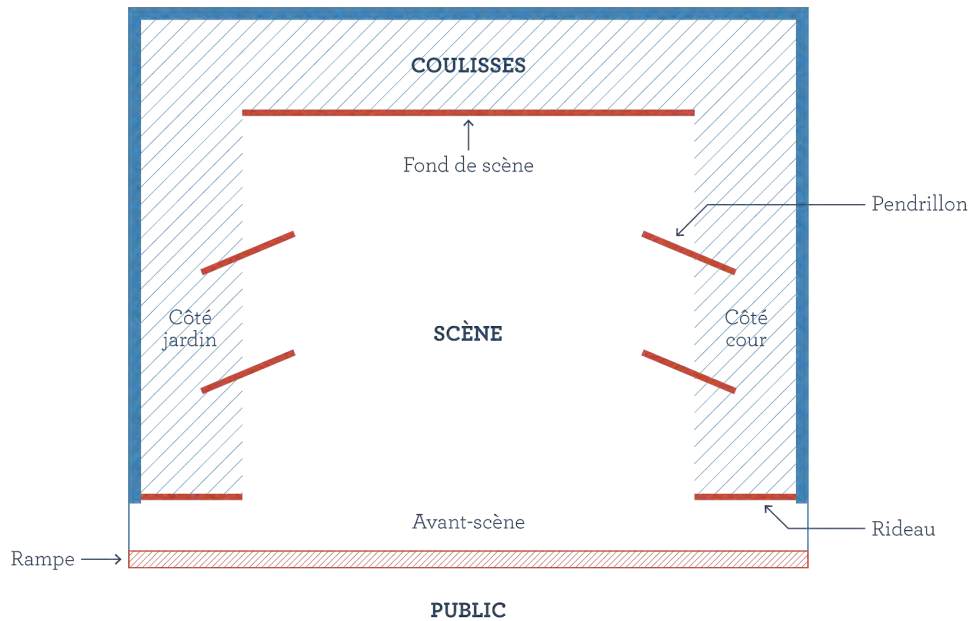 COULISSES
Fond de scène
Pendrillon
Côté
jardin
SCÈNE
Côté
cour
Avant-scène
Rideau
Rampe
PUBLIC